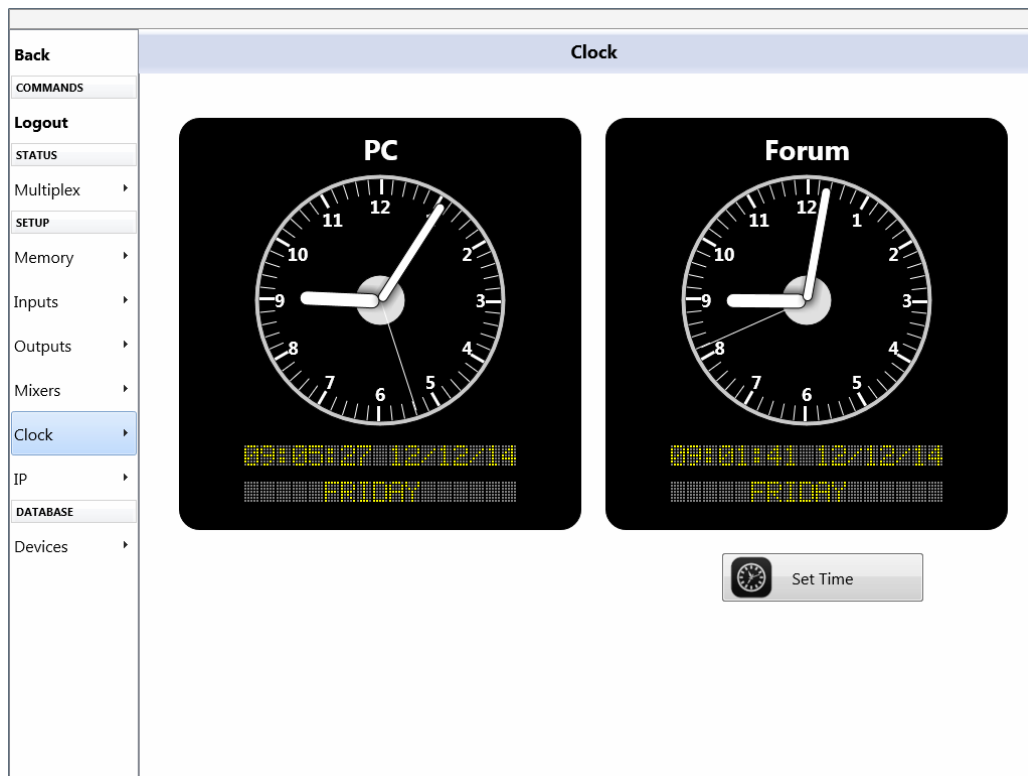 Clock
Back
COMMANDS
Logout
STATUS
Multiplex
SETUP
Memory
Inputs
Outputs
Mixers
Clock
IP
DATABASE
Devices
PC
12
11
10
2
9
3
8
4
7
6
5
09:05:27 12/12/14
FRIDAY
Forum
12
11
1
10
2
9
3
8
4
7
6
5
09:01:41 12/12/14
FRIDAY
Set Time